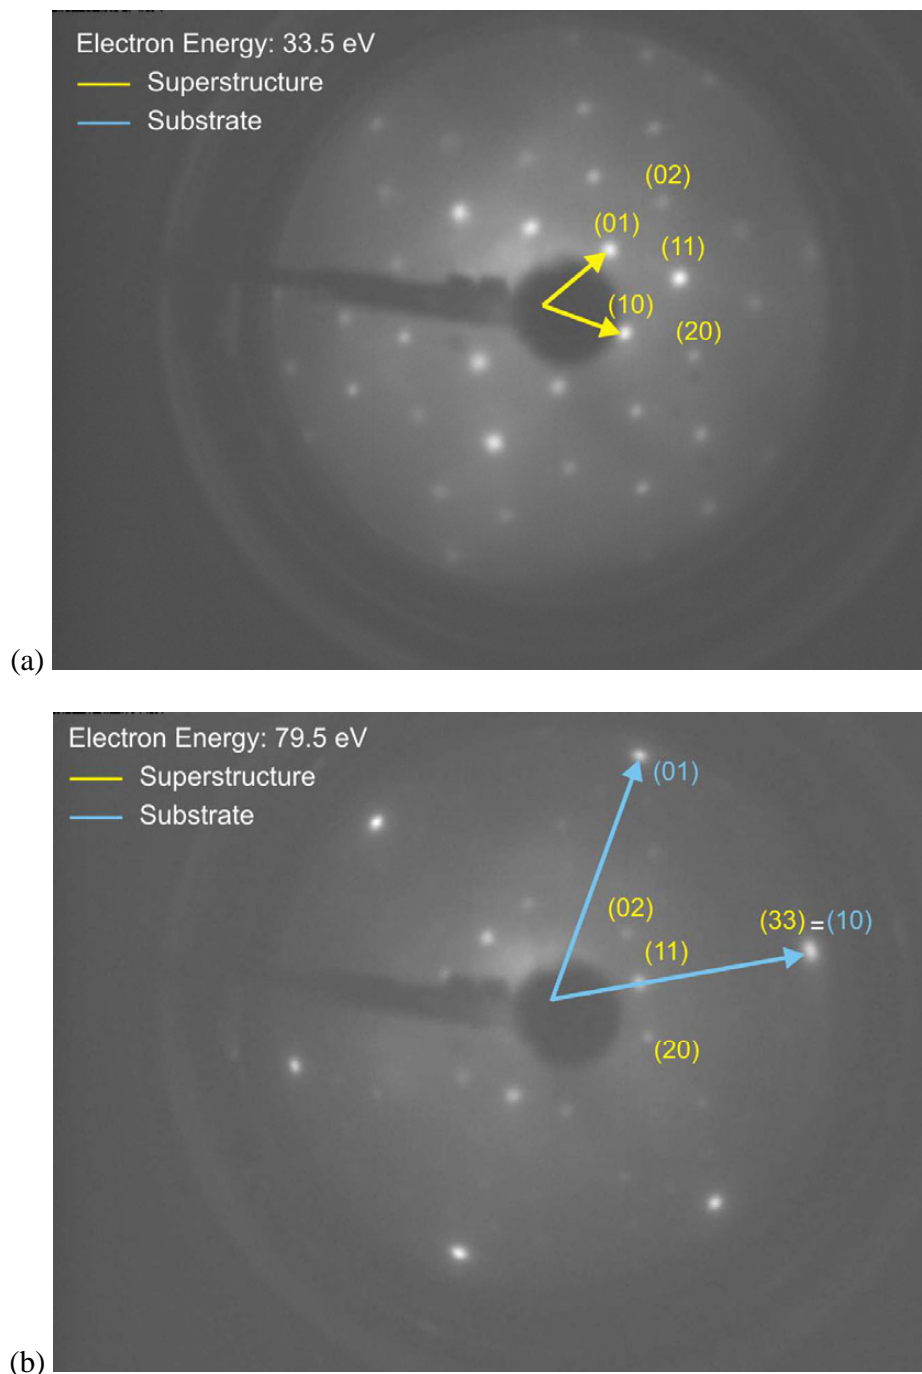 Electron Energy: 33.5 eV
Superstructure
Substrate
(02)
(01)
(11)
(10)
(20)
(a)
Electron Energy: 79.5 eV
Superstructure
Substrate
(01)
(02)
(33)=(10)
(11)
(20)
(b)